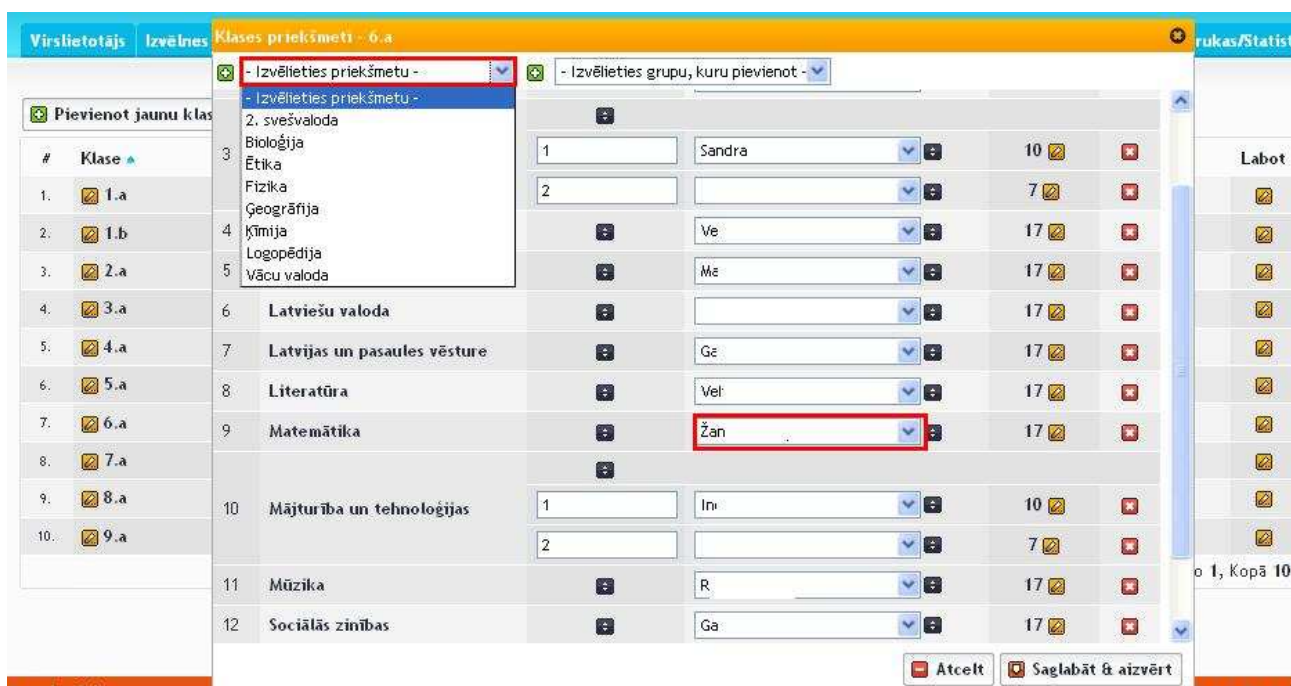 Virslietotājs Izvēlnes Klases priekšmeti - 6.a rukas/Statist
- Izvēlieties priekšmetu - - Izvēlieties grupu, kuru pievienot -
- Izvēlieties priekšmetu -
Pievienot jaunu klas 2. svešvaloda
Bioloģija
# Klase 3 Ētika 1 Sandra 10 Labot
Fizika
1. 1.a 2 7
Ģeogrāfija
2. 1.b 4 Ķīmija Ve 17
Logopēdija
3. 2.a 5 Vācu valoda Ma 17
4. 3.a 6 Latviešu valoda 17
5. 4.a 7 Latvijas un pasaules vēsture Ga 17
6. 5.a 8 Literatūra Vel 17
7. 6.a 9 Matemātika Žan 17
8. 7.a
9. 8.a 10 Mājturība un tehnoloģijas 1 In 10
10. 9.a 2 7
o 1, Kopā 10
11 Mūzika R 17
12 Sociālās zinības Ga 17
Atcelt Saglabāt & aizvērt